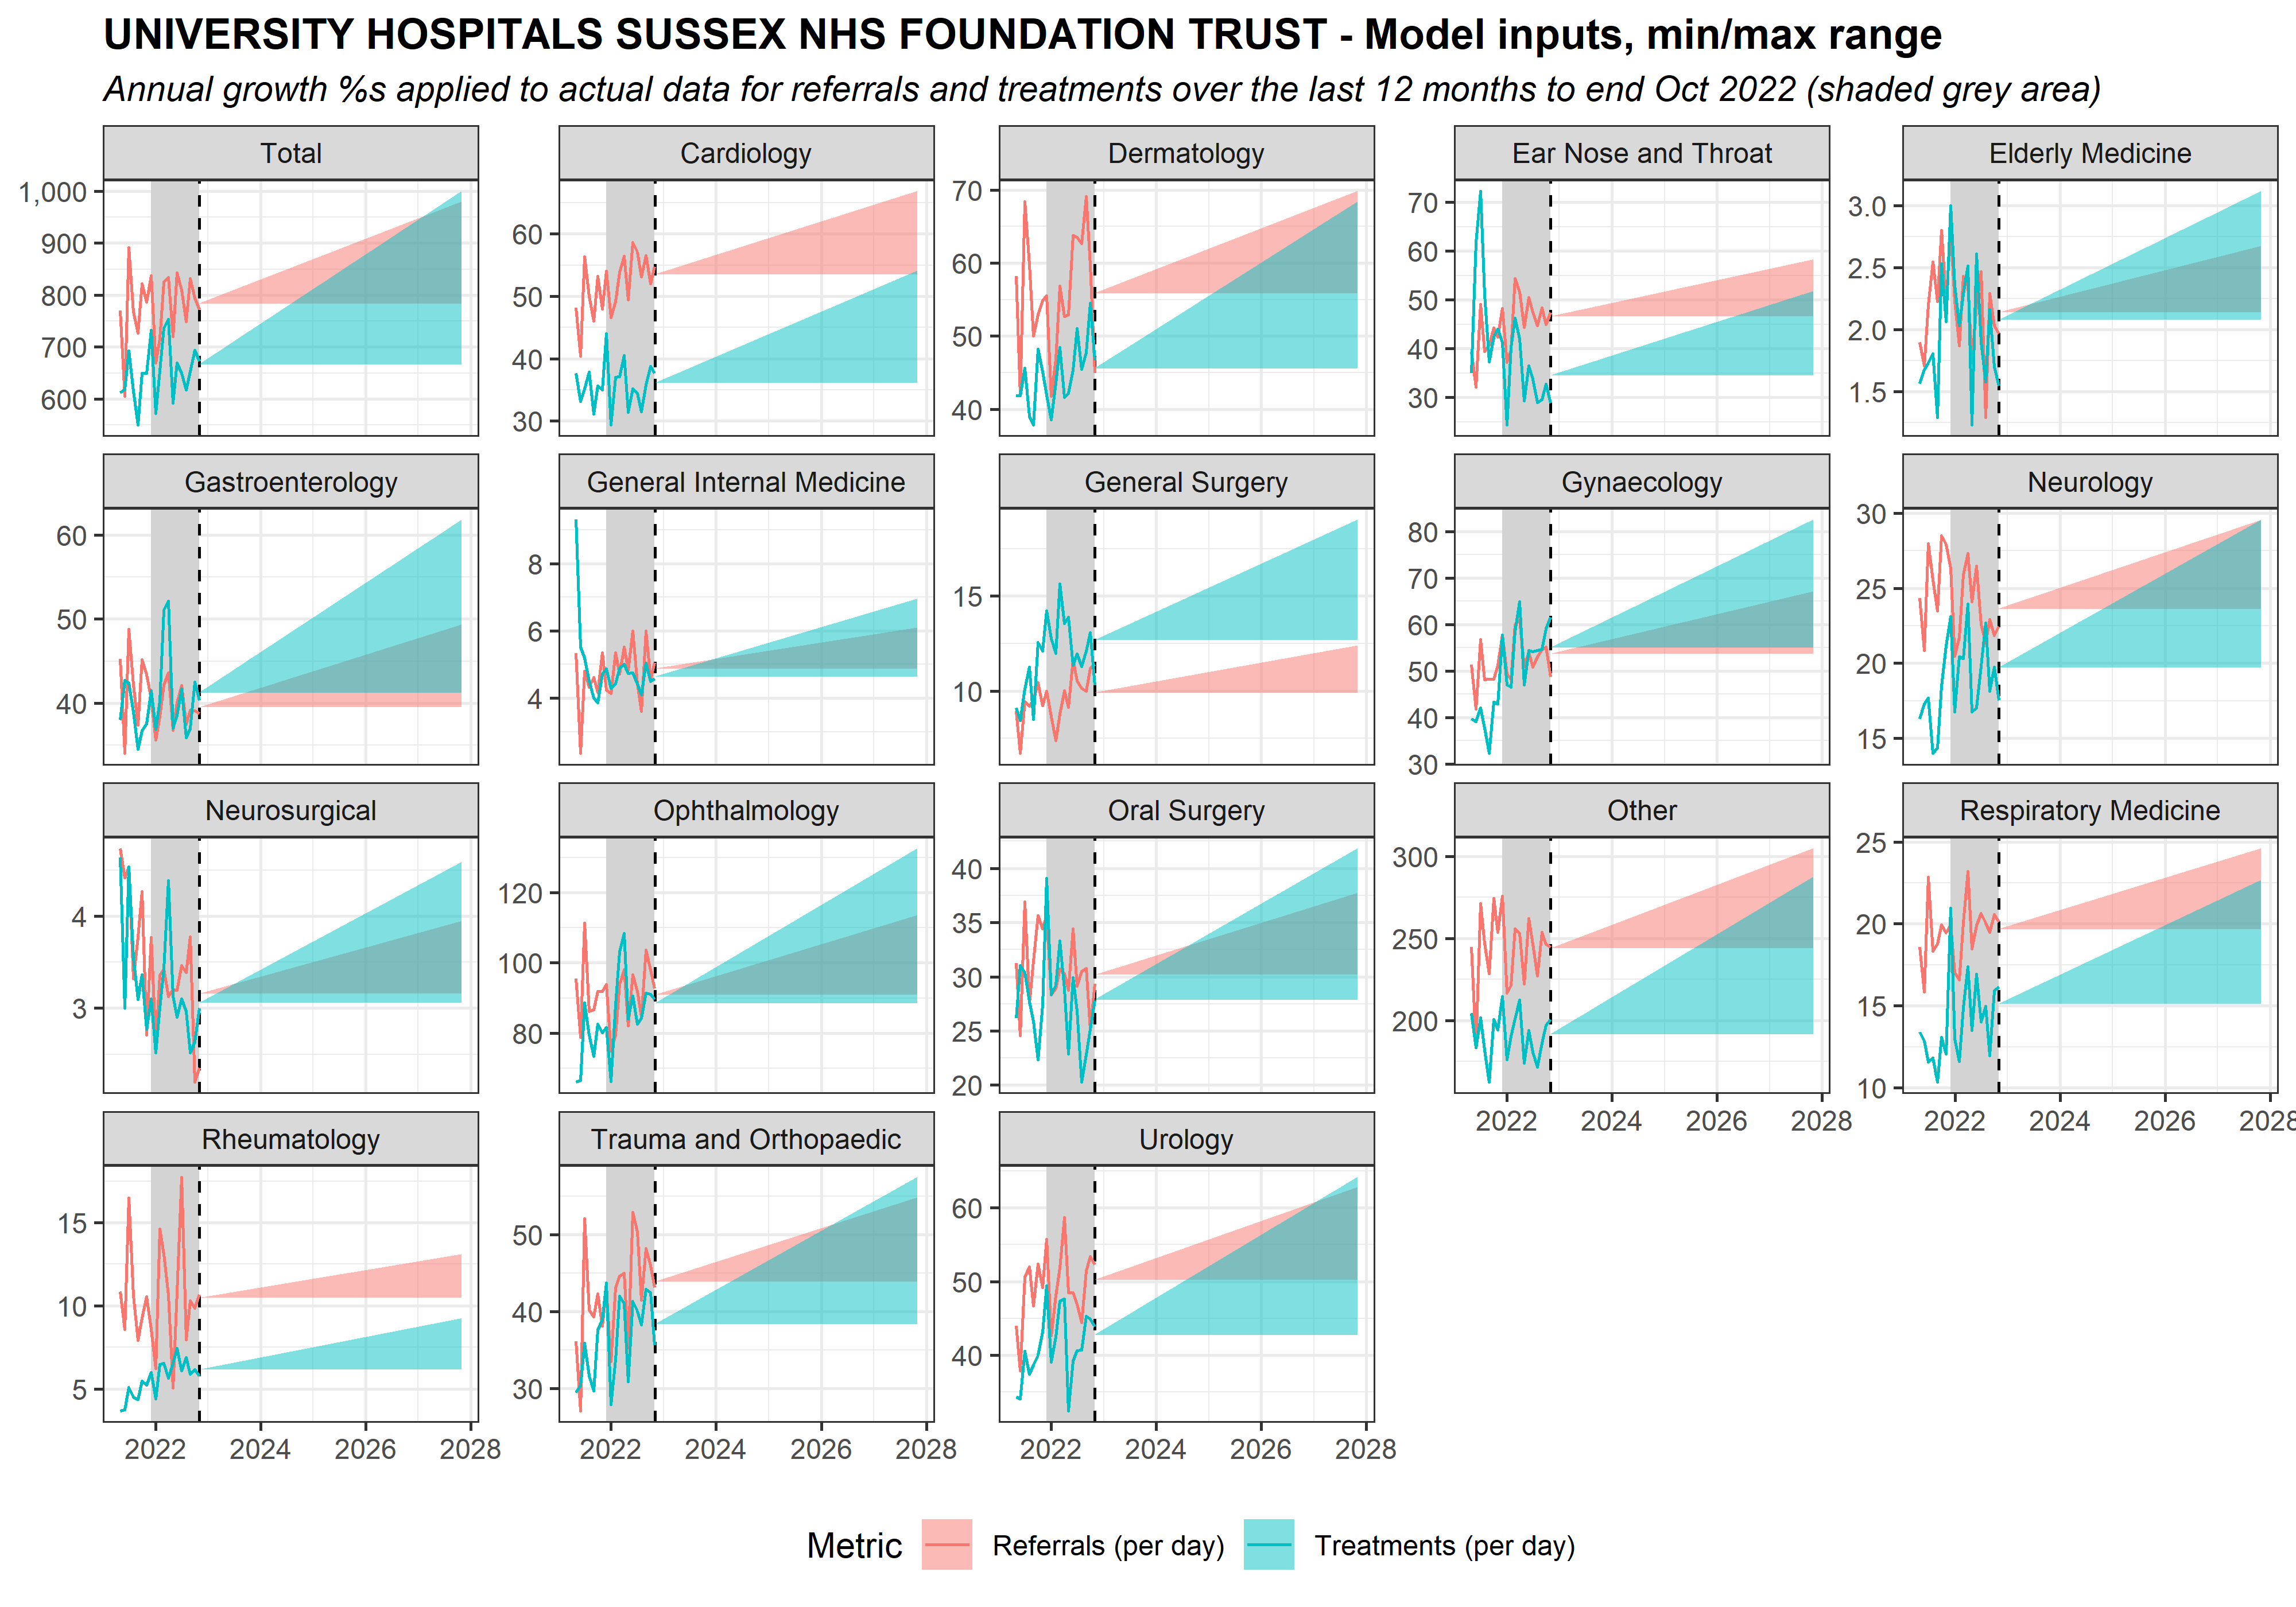 UNIVERSITY HOSPITALS SUSSEX NHS FOUNDATION TRUST - Model inputs, min/max range
Annual growth %s applied to actual data for referrals and treatments over the last 12 months to end Oct 2022 (shaded grey area)
Total
1,000
900
800
700
600
Cardiology
60
50
40
30
Dermatology
70
60
50
40
Ear Nose and Throat
70
60
50
40
30
Elderly Medicine
3.0
2.5
2.0
1.5
Gastroenterology
60
50
40
General Internal Medicine
8
6
4
General Surgery
15
10
Gynaecology
80
70
60
50
40
30
Neurology
30
25
20
15
Neurosurgical
4
3
Ophthalmology
120
100
80
Oral Surgery
40
35
30
25
20
Other
300
250
200
2022 2024 2026 2028
Respiratory Medicine
25
20
15
10
2022 2024 2026 2028
Rheumatology
15
10
5
2022 2024 2026 2028
Trauma and Orthopaedic
50
40
30
2022 2024 2026 2028
Urology
60
50
40
2022 2024 2026 2028
Metric Referrals (per day) Treatments (per day)